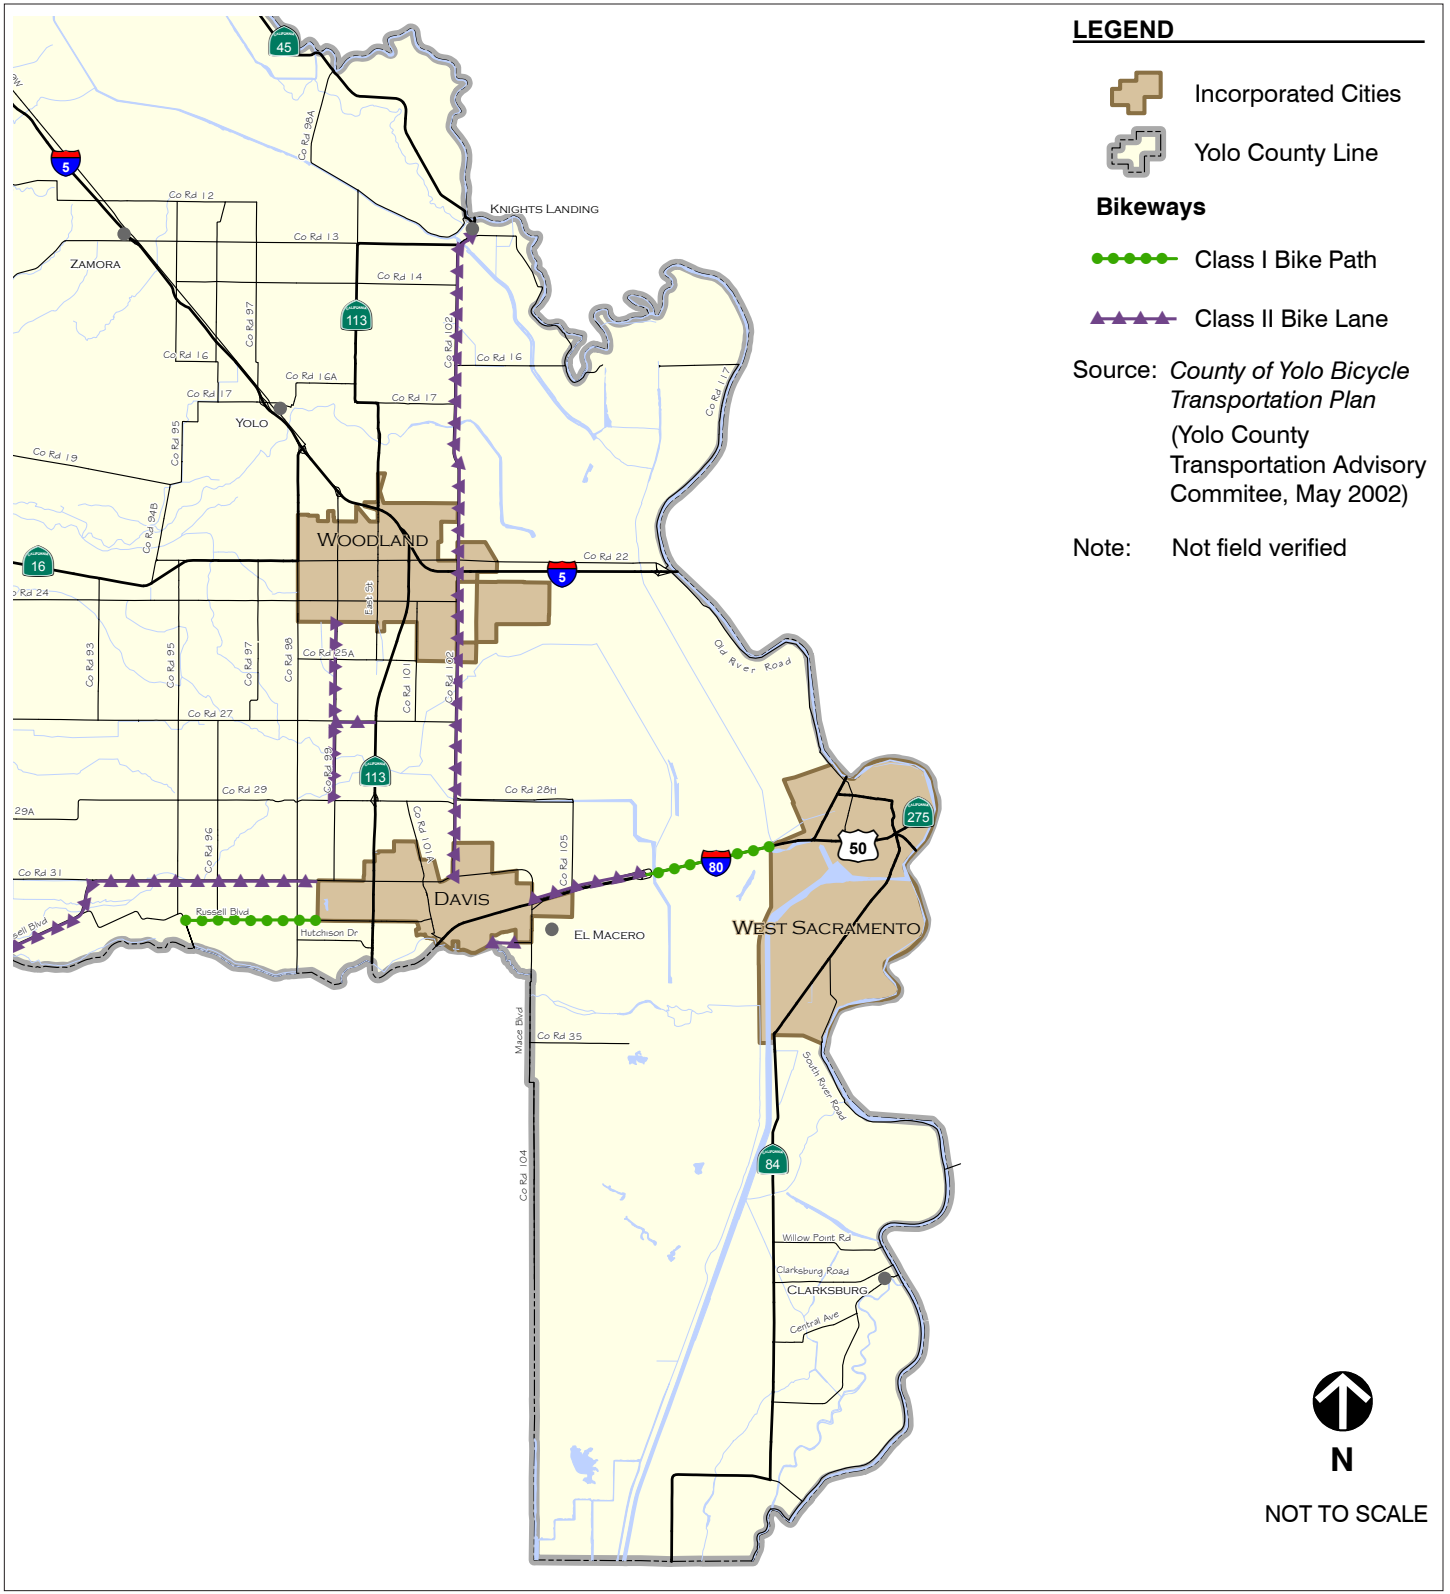 LEGEND
Incorporated Cities
Yolo County Line
Bikeways
Class I Bike Path
Class II Bike Lane
Source: County of Yolo Bicycle
Transportation Plan
(Yolo County
Transportation Advisory
Commitee, May 2002)
Note: Not field verified
CALIFORNIA
45
Co Rd 98A
5
Co Rd 12
KNIGHTS LANDING
Co Rd 13
ZAMORA
Co Rd 14
Co Rd 97
CALIFORNIA
113
Co Rd 102
Co Rd 16
Co Rd 16
Co Rd 16A
Co Rd 117
Co Rd 17
Co Rd 17
YOLO
Co Rd 95
Co Rd 19
Co Rd 94B
WOODLAND
CALIFORNIA
16
Co Rd 22
5
Rd 24
East St
Co Rd 93
Co Rd 95
Co Rd 97
Co Rd 98
Co Rd 25A
Co Rd 101
Co Rd 102
Old River Road
Co Rd 27
Co Rd 99
CALIFORNIA
113
Co Rd 29
Co Rd 28H
29A
Co Rd 96
Co Rd 101A
Co Rd 105
CALIFORNIA
275
50
80
Co Rd 31
DAVIS
Russell Blvd
sell Blvd
Hutchison Dr
EL MACERO
WEST SACRAMENTO
Mace Blvd
Co Rd 35
South River Road
CALIFORNIA
84
Co Rd 104
Willow Point Rd
Clarksburg Road
CLARKSBURG
Central Ave
N
NOT TO SCALE